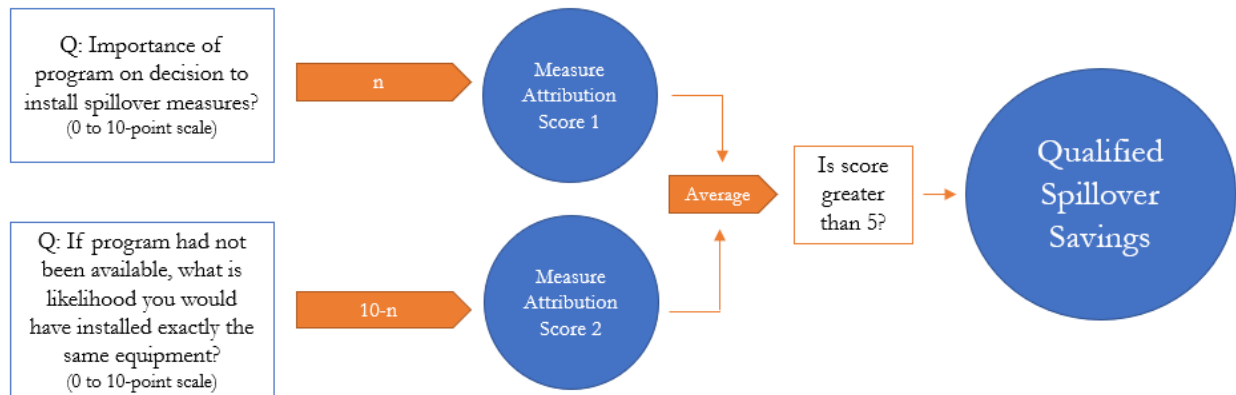 Q: Importance of
program on decision to
install spillover measures?
(0 to 10-point scale)
n
Measure
Attribution
Score 1
Q: If program had not
been available, what is
likelihood you would
have installed exactly the
same equipment?
(0 to 10-point scale)
10-n
Measure
Attribution
Score 2
Average
Is score
greater
than 5?
Qualified
Spillover
Savings